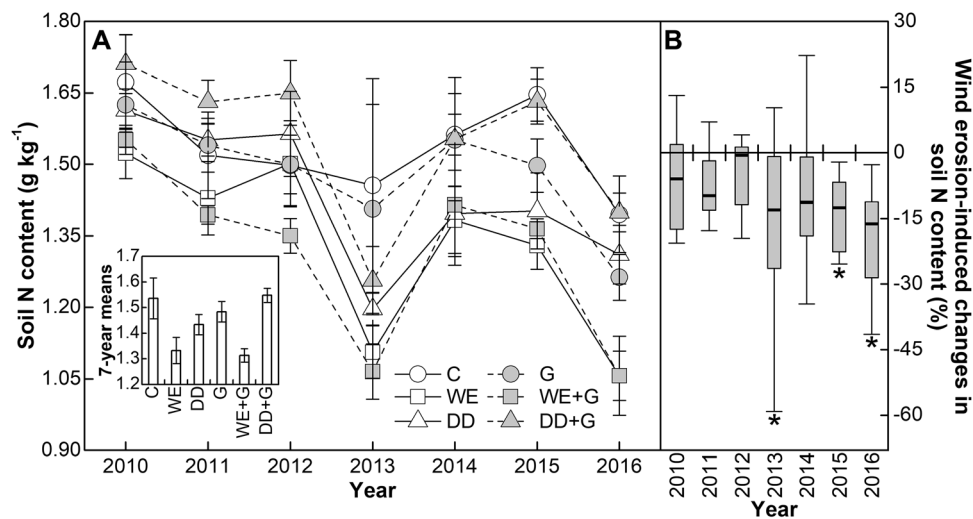 A
Soil N content (g kg-1)
1.80
1.65
1.50
1.35
1.20
1.05
0.90
2010 2011 2012 2013 2014 2015 2016
Year
7-year means
1.7
1.6
1.5
1.4
1.3
1.2
C WE DD G WE+G DD+G
C G
WE WE+G
DD DD+G
B
30
15
0
-15
-30
-45
-60
Wind erosion-induced changes in
soil N content (%)
* * *
2010 2011 2012 2013 2014 2015 2016
Year